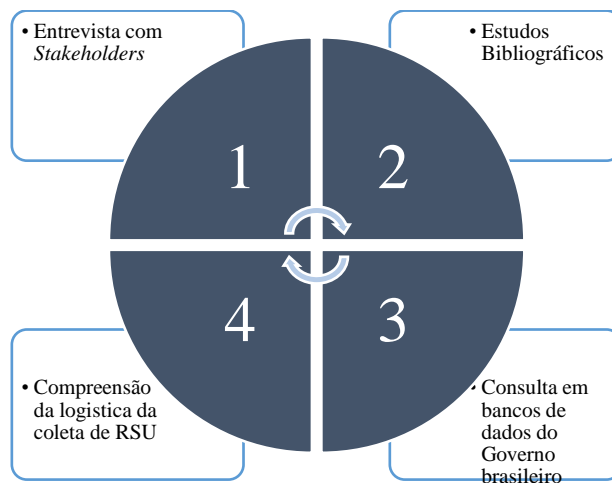 • Entrevista com
Stakeholders
• Estudos
Bibliográficos
1
2
4
3
• Compreensão
da logistica da
coleta de RSU
• Consulta em
bancos de
dados do
Governo
brasileiro